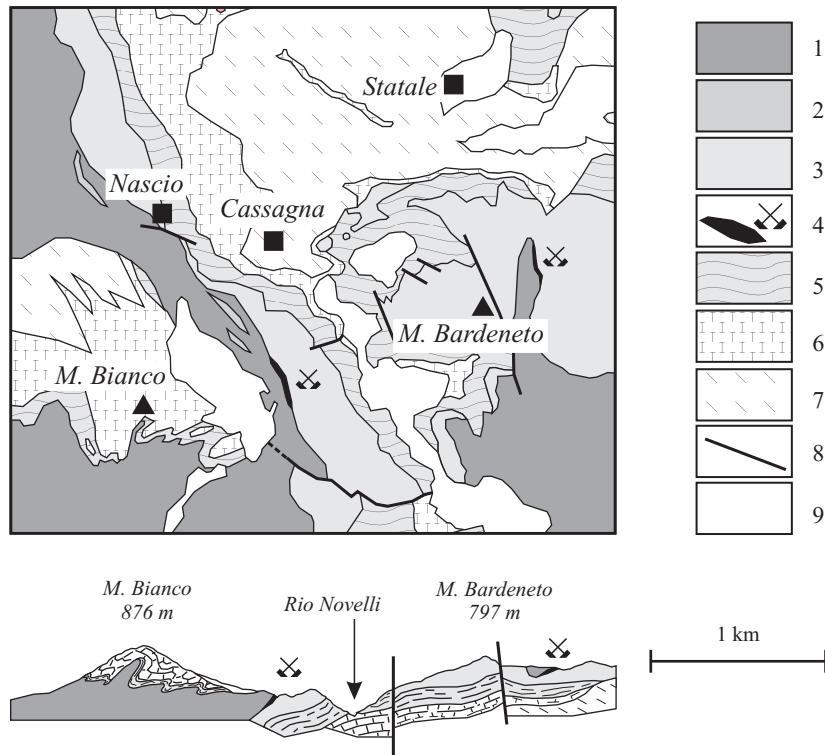 Statale
Nascio
Cassagna
M. Bardeneto
M. Bianco
1
2
3
4
5
6
7
8
9
M. Bianco
876 m
Rio Novelli
M. Bardeneto
797 m
1 km